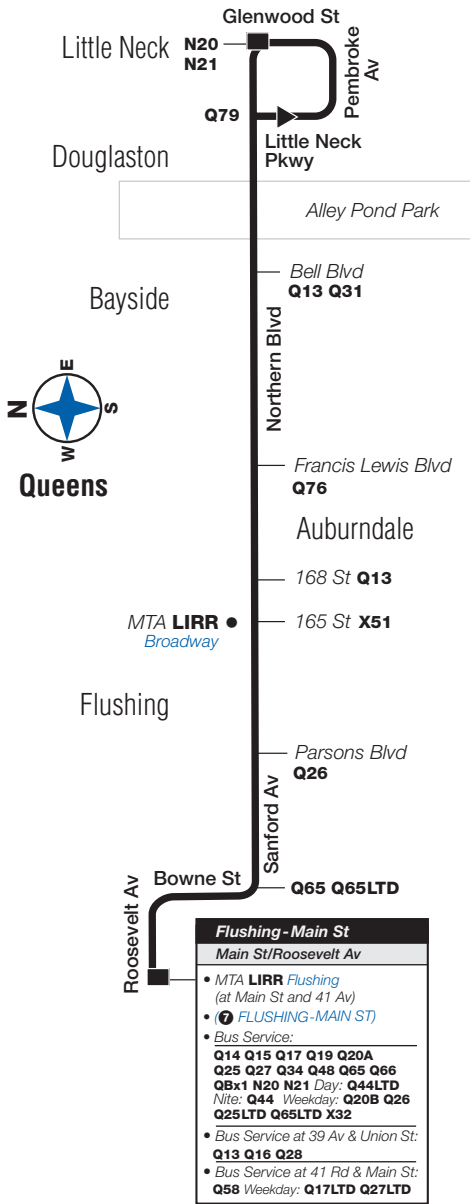 Glenwood St
Little Neck
N20
N21
Pembroke
Av
Q79
Little Neck
Pkwy
Douglaston
Alley Pond Park
Bell Blvd
Q13 Q31
Bayside
Northern Blvd
N
E
S
W
Queens
Francis Lewis Blvd
Q76
Auburndale
168 St Q13
MTA LIRR
Broadway
165 St X51
Flushing
Parsons Blvd
Q26
Sanford Av
Bowne St
Q65 Q65LTD
Roosevelt Av
Flushing-Main St
Main St/Roosevelt Av
• MTA LIRR Flushing
(at Main St and 41 Av)
• (7 FLUSHING-MAIN ST)
• Bus Service:
Q14 Q15 Q17 Q19 Q20A
Q25 Q27 Q34 Q48 Q65 Q66
QBx1 N20 N21 Day: Q44LTD
Nite: Q44 Weekday: Q20B Q26
Q25LTD Q65LTD X32
• Bus Service at 39 Av & Union St:
Q13 Q16 Q28
• Bus Service at 41 Rd & Main St:
Q58 Weekday: Q17LTD Q27LTD